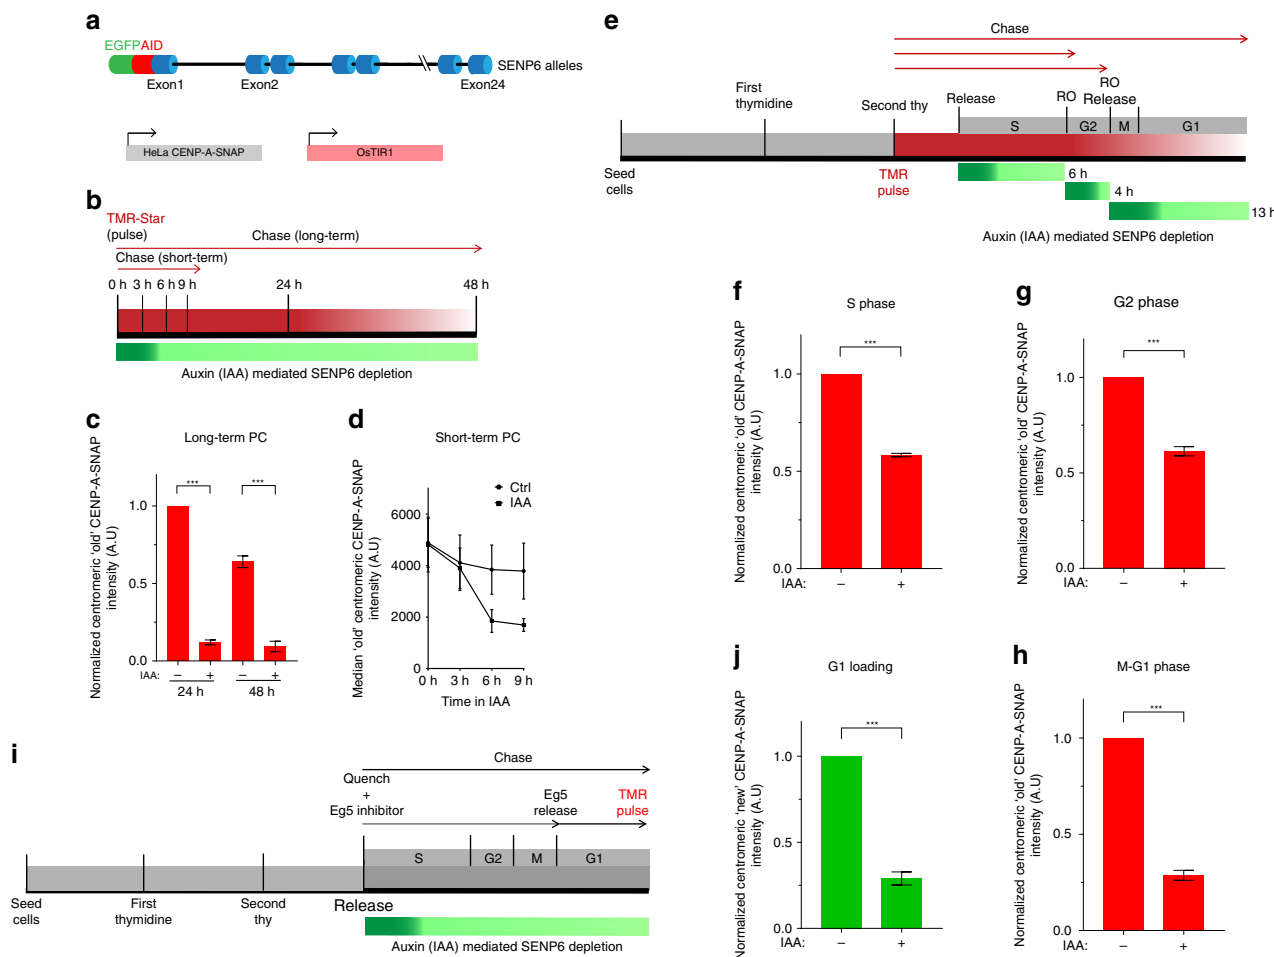 a
EGFPAID
SENP6 alleles
Exon1
Exon2
Exon24
HeLa CENP-A-SNAP
OsTIR1
b
TMR-Star
(pulse)
Chase (long-term)
Chase (short-term)
0 h 3 h 6 h 9 h 24 h 48 h
Auxin (IAA) mediated SENP6 depletion
c
Long-term PC
Normalized centromeric ‘old’ CENP-A-SNAP
intensity (A.U)
1.0
0.5
0.0
*** ***
IAA: – + – +
24 h 48 h
d
Short-term PC
Median ‘old’ centromeric CENP-A-SNAP
intensity (A.U)
Ctrl
IAA
6000
4000
2000
0
0 h 3 h 6 h 9 h
Time in IAA
e
Chase
First
thymidine
Second thy
Release
RO
RO
Release
S G2 M G1
Seed
cells
TMR
pulse
6 h
4 h
13 h
Auxin (IAA) mediated SENP6 depletion
f
S phase
Normalized centromeric ‘old’ CENP-A-SNAP
intensity (A.U)
***
1.0
0.5
0.0
IAA: – +
g
G2 phase
Normalized centromeric ‘old’ CENP-A-SNAP
intensity (A.U)
***
1.0
0.5
0.0
IAA: – +
j
G1 loading
Normalized centromeric ‘new’ CENP-A-SNAP
intensity (A.U)
***
1.0
0.5
0.0
IAA: – +
h
M-G1 phase
Normalized centromeric ‘old’ CENP-A-SNAP
intensity (A.U)
***
1.0
0.5
0.0
IAA: – +
i
Chase
Quench
+
Eg5 inhibitor
Eg5
release
TMR
pulse
S G2 M G1
Seed
cells
First
thymidine
Second
thy
Release
Auxin (IAA) mediated SENP6 depletion